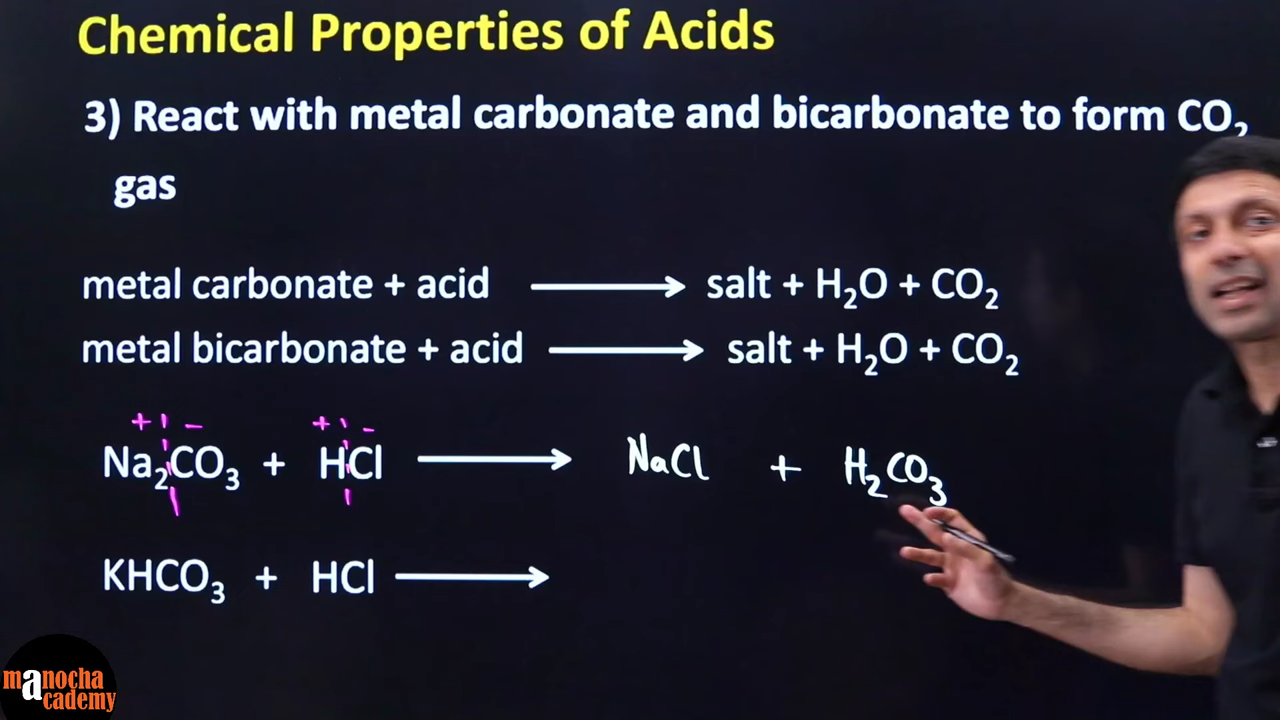 Chemical Properties of Acids
3) React with metal carbonate and bicarbonate to form CO₂
gas
metal carbonate + acid ⟶ salt + H₂O + CO₂
metal bicarbonate + acid ⟶ salt + H₂O + CO₂
+ -  + -
Na₂CO₃ + HCl ⟶ NaCl + H₂CO₃
KHCO₃ + HCl ⟶
manocha
cademy